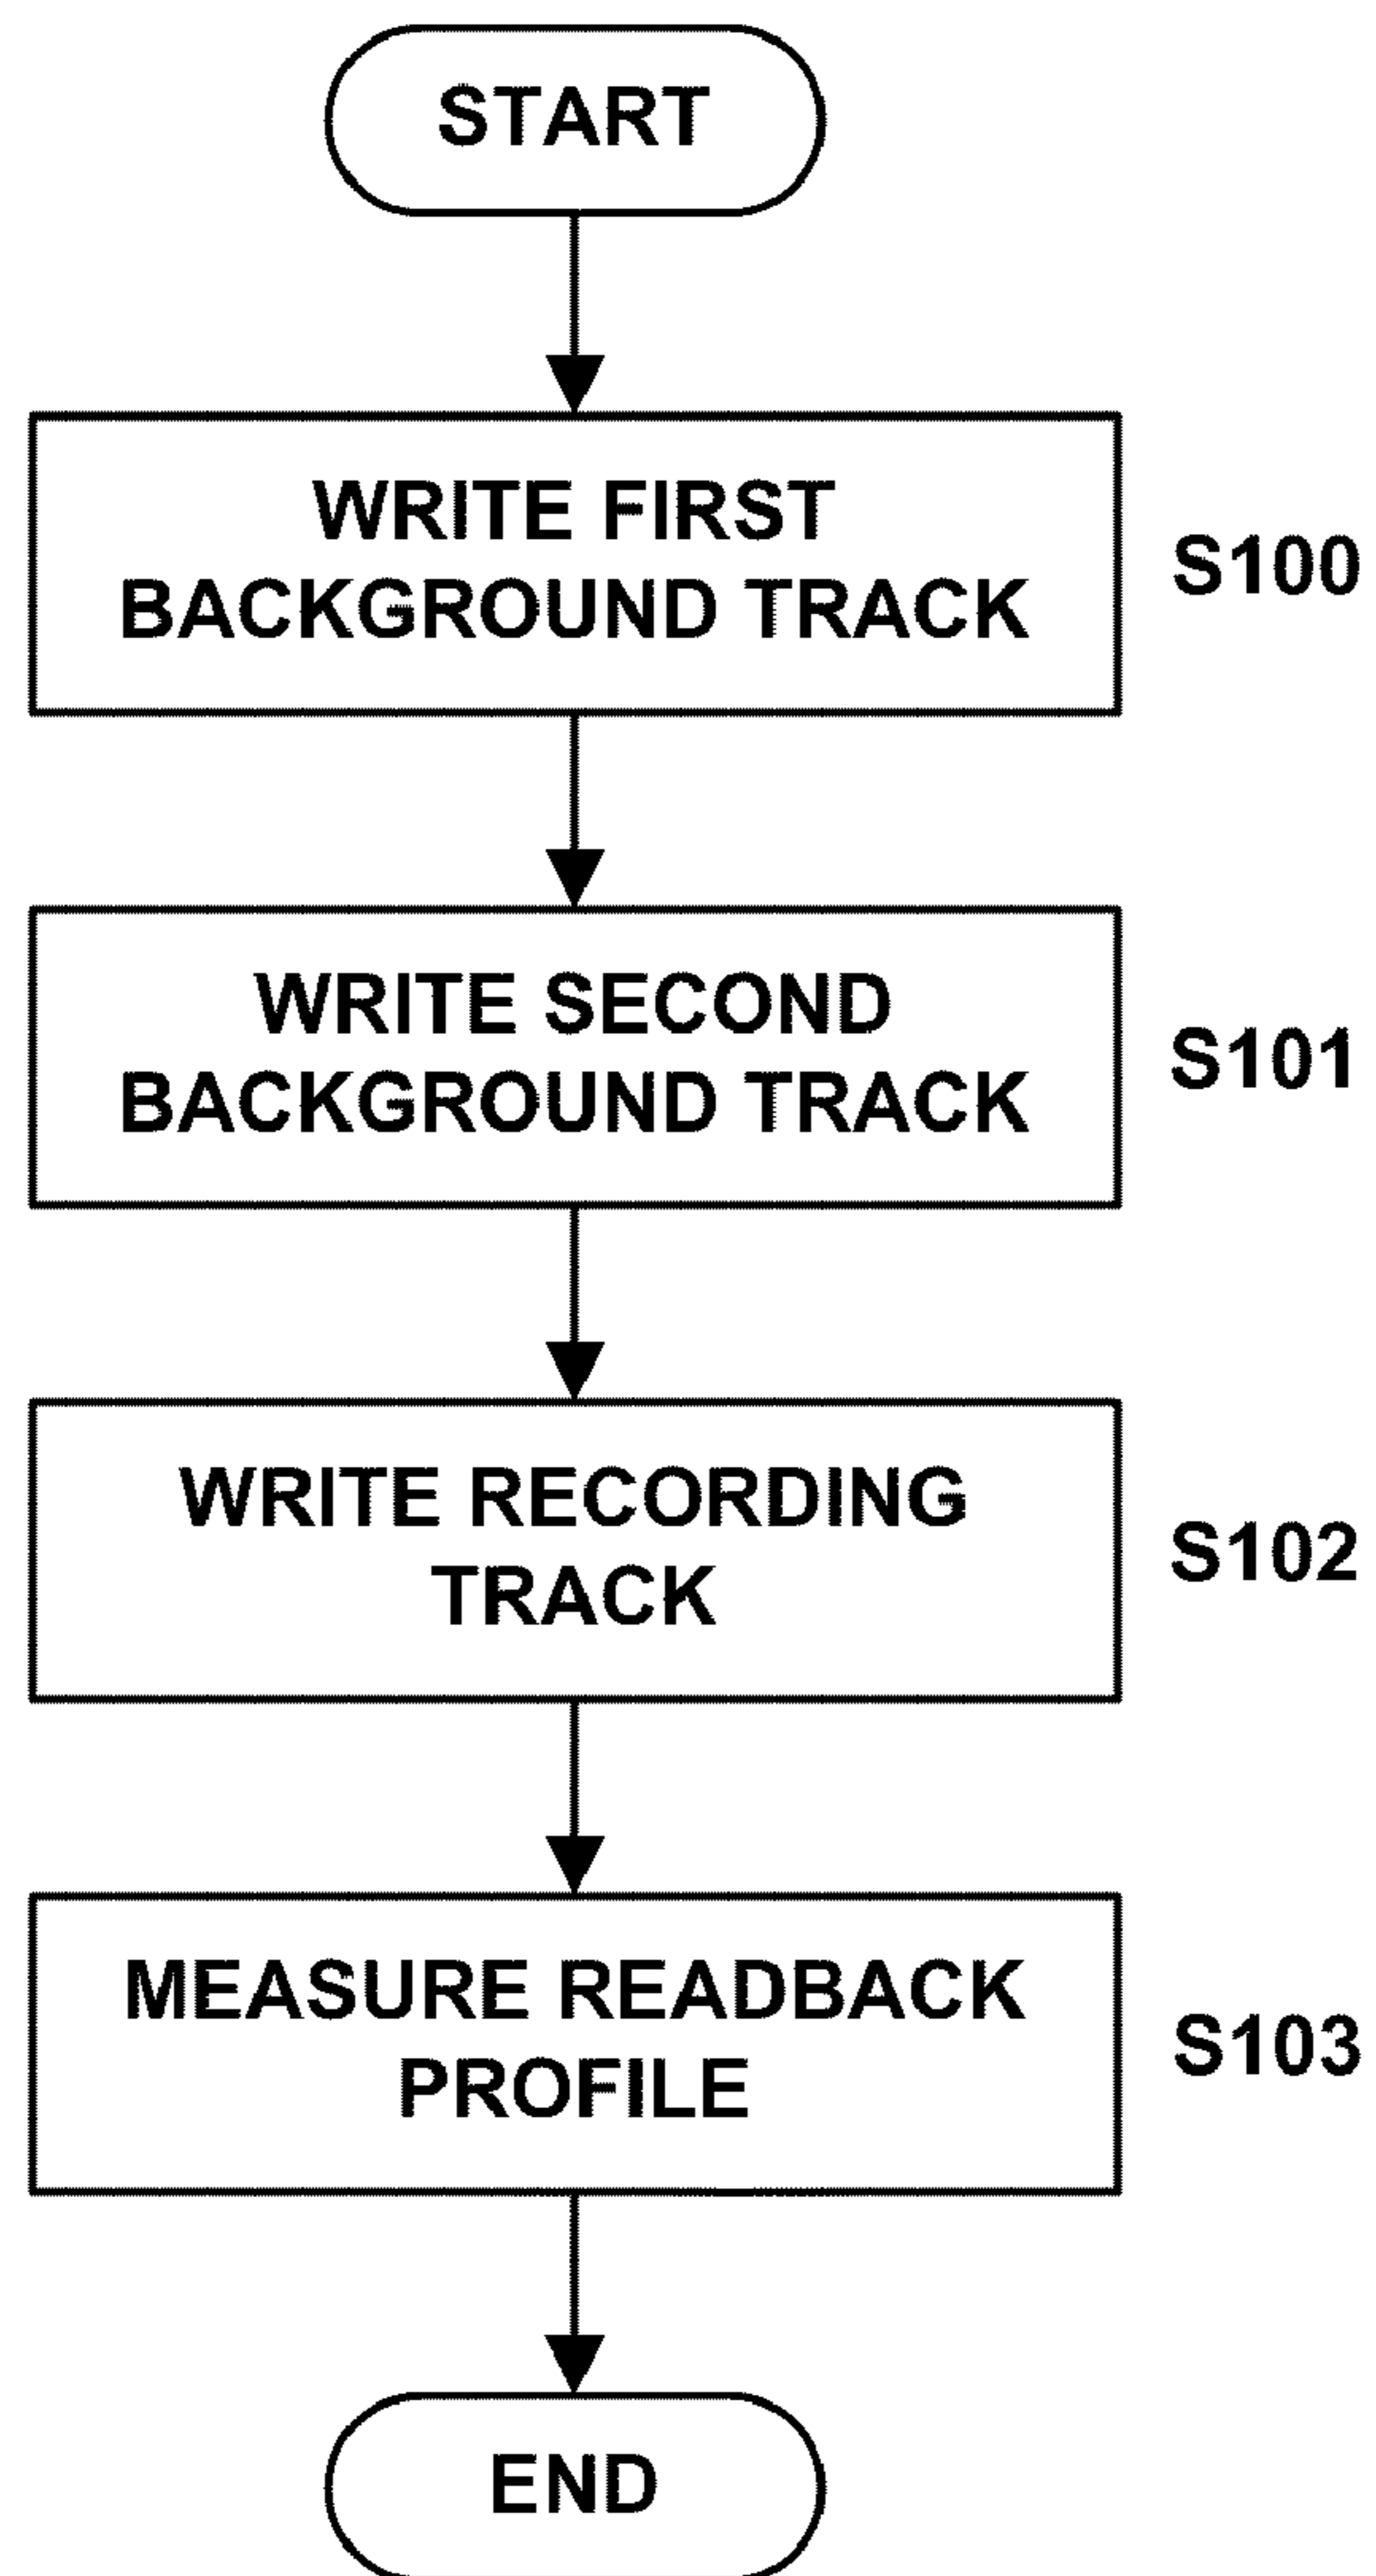 START
WRITE FIRST
BACKGROUND TRACK
S100
WRITE SECOND
BACKGROUND TRACK
S101
WRITE RECORDING
TRACK
S102
MEASURE READBACK
PROFILE
S103
END